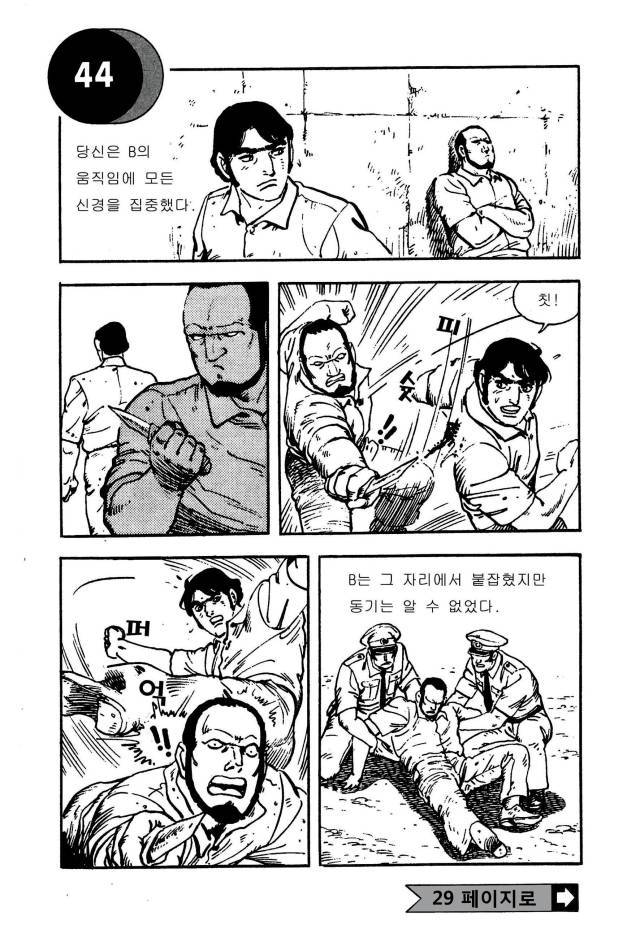 44
당신은 B의
움직임에 모든
신경을 집중했다.
칫!
피
슷
!!
퍼
억
!!
B는 그 자리에서 붙잡혔지만
동기는 알 수 없었다.
29 페이지로